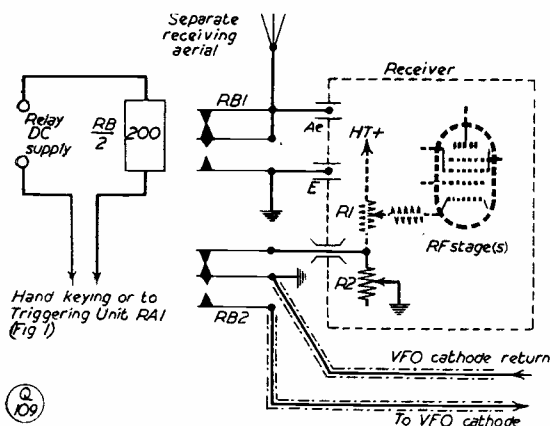 Separate
receiving
aerial
Receiver
RB1
Ae
HT+
Relay
DC
supply
RB
2
200
E
R1
RF stage(s)
R2
Hand keying or to
Triggering Unit RA1
(Fig 1)
RB2
VFO cathode return
Q
109
To VFO cathode